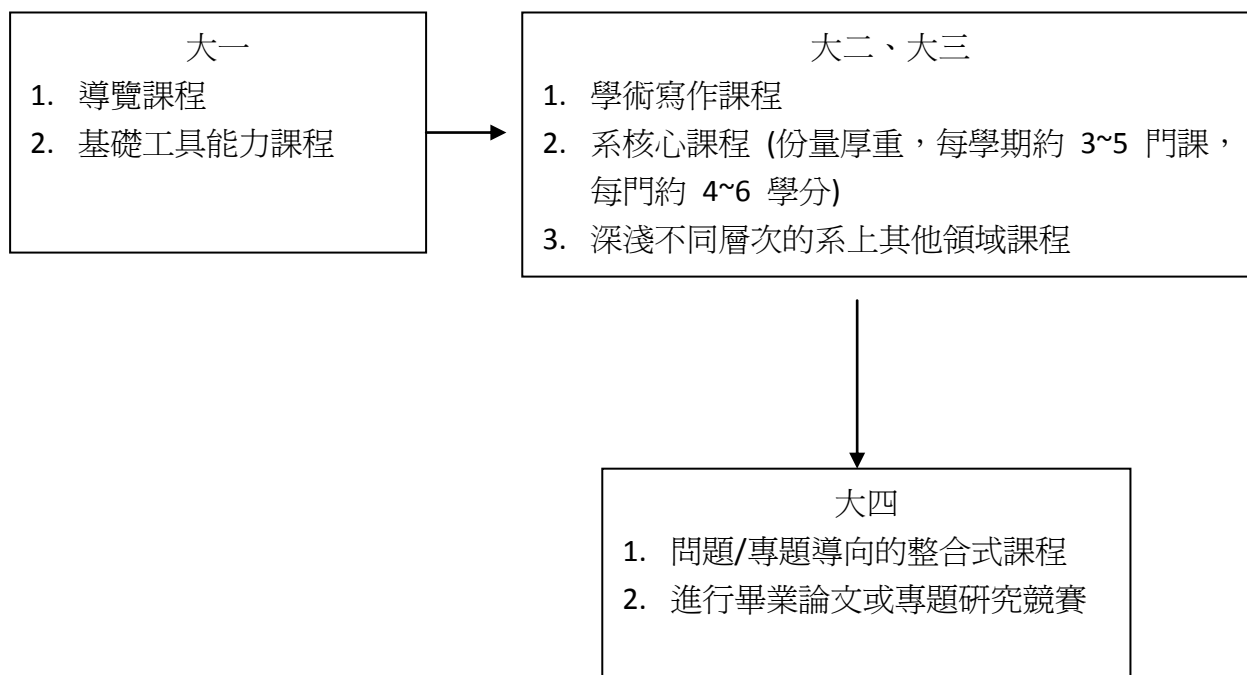 大一
1. 導覽課程
2. 基礎工具能力課程
大二、大三
1. 學術寫作課程
2. 系核心課程 (份量厚重，每學期約 3~5 門課，
每門約 4~6 學分)
3. 深淺不同層次的系上其他領域課程
大四
1. 問題/專題導向的整合式課程
2. 進行畢業論文或專題研究競賽